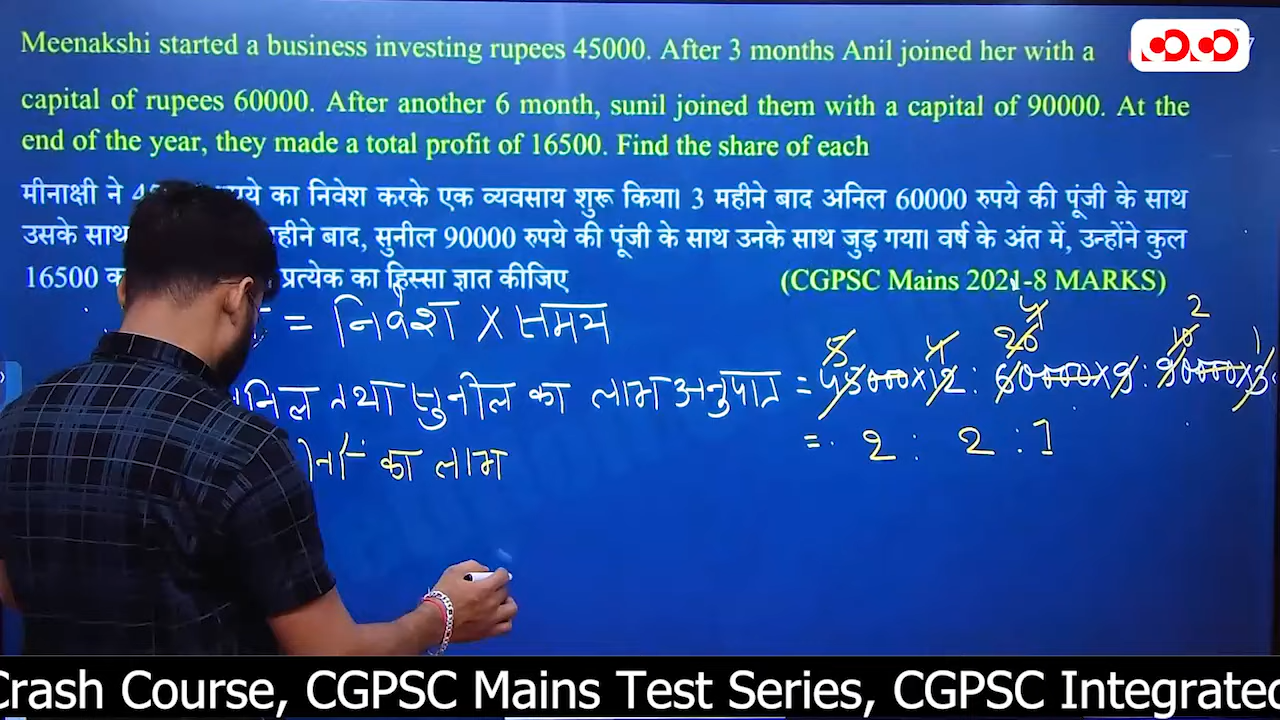 Meenakshi started a business investing rupees 45000. After 3 months Anil joined her with a
capital of rupees 60000. After another 6 month, sunil joined them with a capital of 90000. At the
end of the year, they made a total profit of 16500. Find the share of each
मीनाक्षी ने का निवेश करके एक व्यवसाय शुरू किया। 3 महीने बाद अनिल 60000 रुपये की पूंजी के साथ
उसके साथ बाद, सुनील 90000 रुपये की पूंजी के साथ उनके साथ जुड़ गया। वर्ष के अंत में, उन्होंने कुल
16500 प्रत्येक का हिस्सा ज्ञात कीजिए (CGPSC Mains 2021-8 MARKS)
= निवेश X समय
तथा सुनील का लाभ अनुपात = 45000×12 : 60000×9 : 90000×3
= 2 : 2 : 1
का लाभ
Crash Course, CGPSC Mains Test Series, CGPSC Integrated